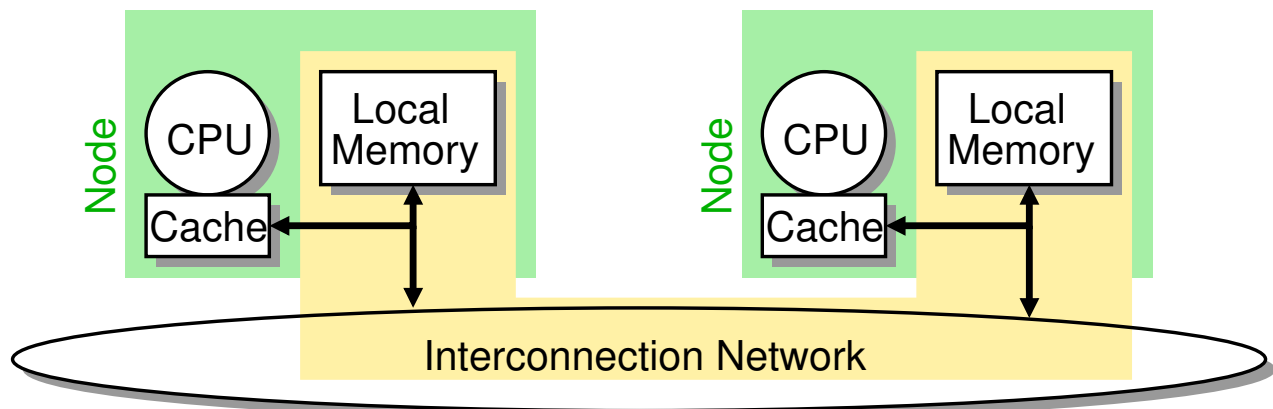 Node
CPU
Cache
Local
Memory
Node
CPU
Cache
Local
Memory
Interconnection Network